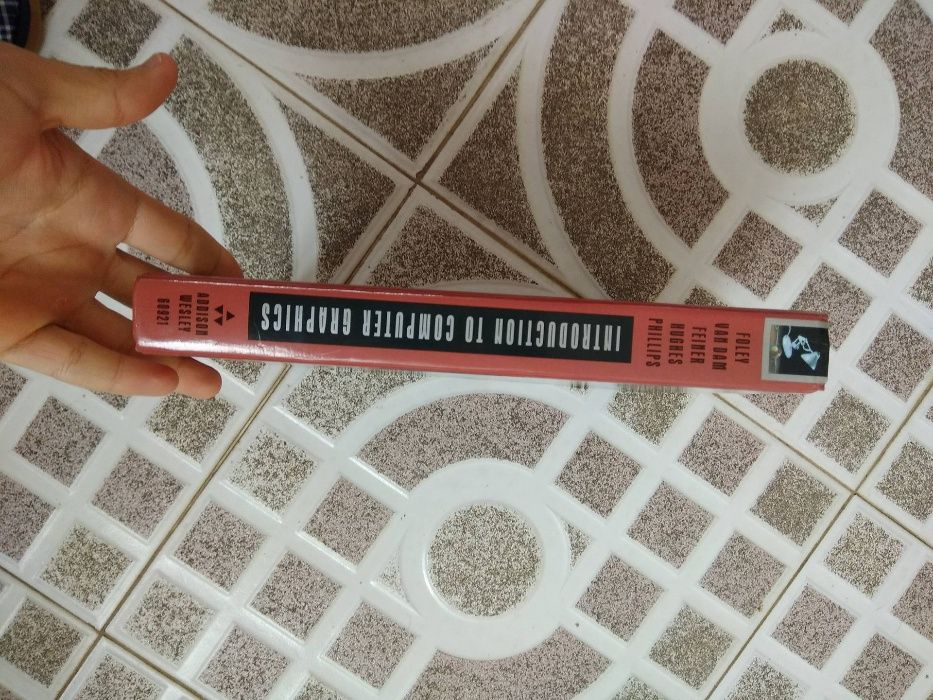 FOLEY
VAN DAM
FEINER
HUGHES
PHILLIPS
INTRODUCTION TO COMPUTER GRAPHICS
ADDISON
WESLEY
60921